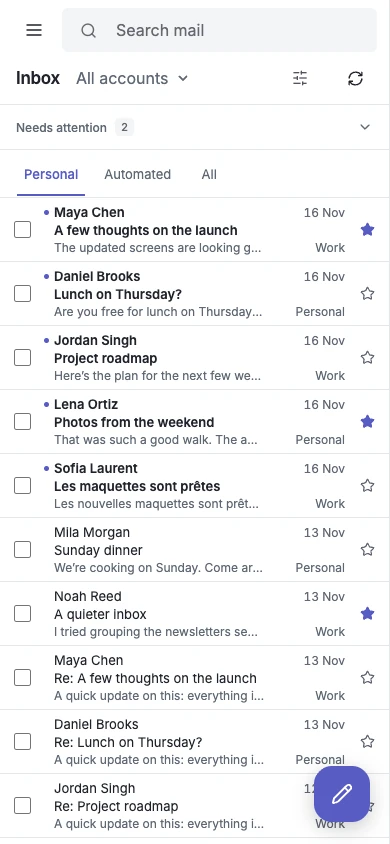 Search mail
Inbox All accounts
Needs attention 2
Personal Automated All
Maya Chen 16 Nov
A few thoughts on the launch
The updated screens are looking g... Work
Daniel Brooks 16 Nov
Lunch on Thursday?
Are you free for lunch on Thursday... Personal
Jordan Singh 16 Nov
Project roadmap
Here’s the plan for the next few we... Work
Lena Ortiz 16 Nov
Photos from the weekend
That was such a good walk. The a... Personal
Sofia Laurent 16 Nov
Les maquettes sont prêtes
Les nouvelles maquettes sont prêt... Work
Mila Morgan 13 Nov
Sunday dinner
We’re cooking on Sunday. Come ar... Personal
Noah Reed 13 Nov
A quieter inbox
I tried grouping the newsletters se... Work
Maya Chen 13 Nov
Re: A few thoughts on the launch
A quick update on this: everything i... Work
Daniel Brooks 13 Nov
Re: Lunch on Thursday?
A quick update on this: everything i... Personal
Jordan Singh
Re: Project roadmap
A quick update on this: everything i... Work